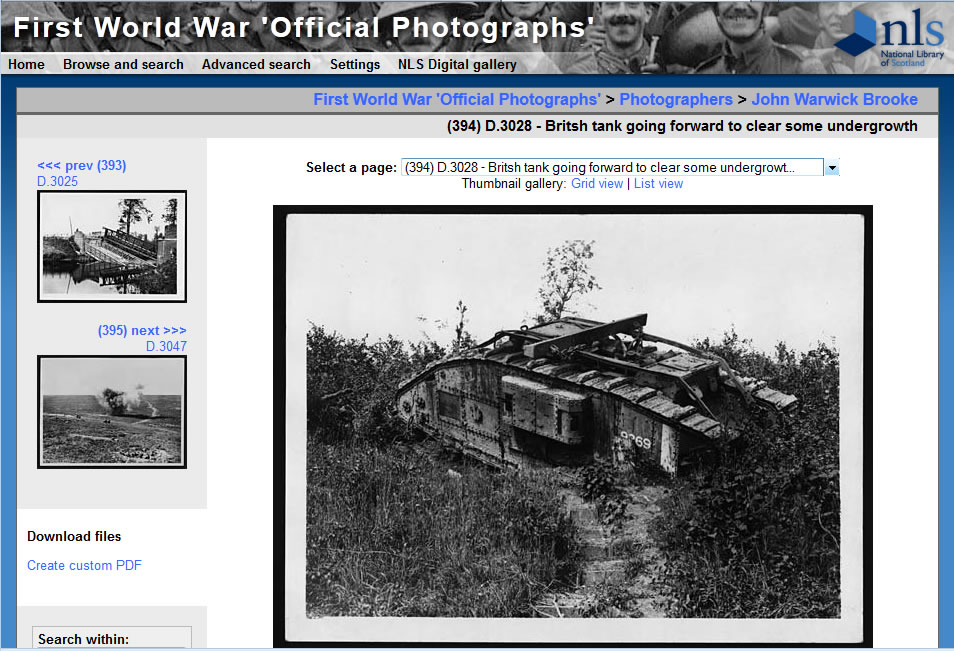 First World War 'Official Photographs'
nls
National Library
of Scotland
Home Browse and search Advanced search Settings NLS Digital gallery
First World War 'Official Photographs' > Photographers > John Warwick Brooke
(394) D.3028 - Britsh tank going forward to clear some undergrowth
<<< prev (393)
D.3025
(395) next >>>
D.3047
Download files
Create custom PDF
Search within:
Select a page: (394) D.3028 - Britsh tank going forward to clear some undergrowt...
Thumbnail gallery: Grid view | List view